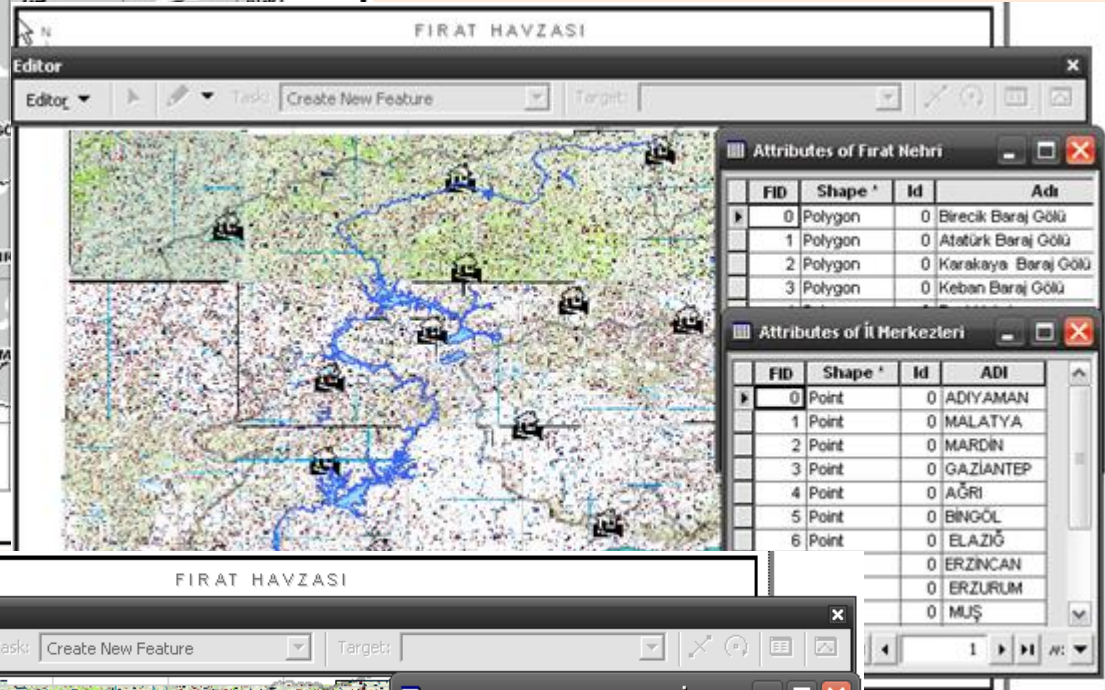 N
FIRAT HAVZASI
Editor
Editor
Task: Create New Feature
Target:
Attributes of Fırat Nehri
FID Shape * Id Adı
0 Polygon 0 Birecik Baraj Gölü
1 Polygon 0 Atatürk Baraj Gölü
2 Polygon 0 Karakaya Baraj Gölü
3 Polygon 0 Keban Baraj Gölü
Attributes of İl Merkezleri
FID Shape * Id ADI
0 Point 0 ADIYAMAN
1 Point 0 MALATYA
2 Point 0 MARDİN
3 Point 0 GAZİANTEP
4 Point 0 AĞRI
5 Point 0 BİNGÖL
6 Point 0 ELAZIĞ
0 ERZİNCAN
0 ERZURUM
0 MUŞ
1
FIRAT HAVZASI
ask: Create New Feature
Target: